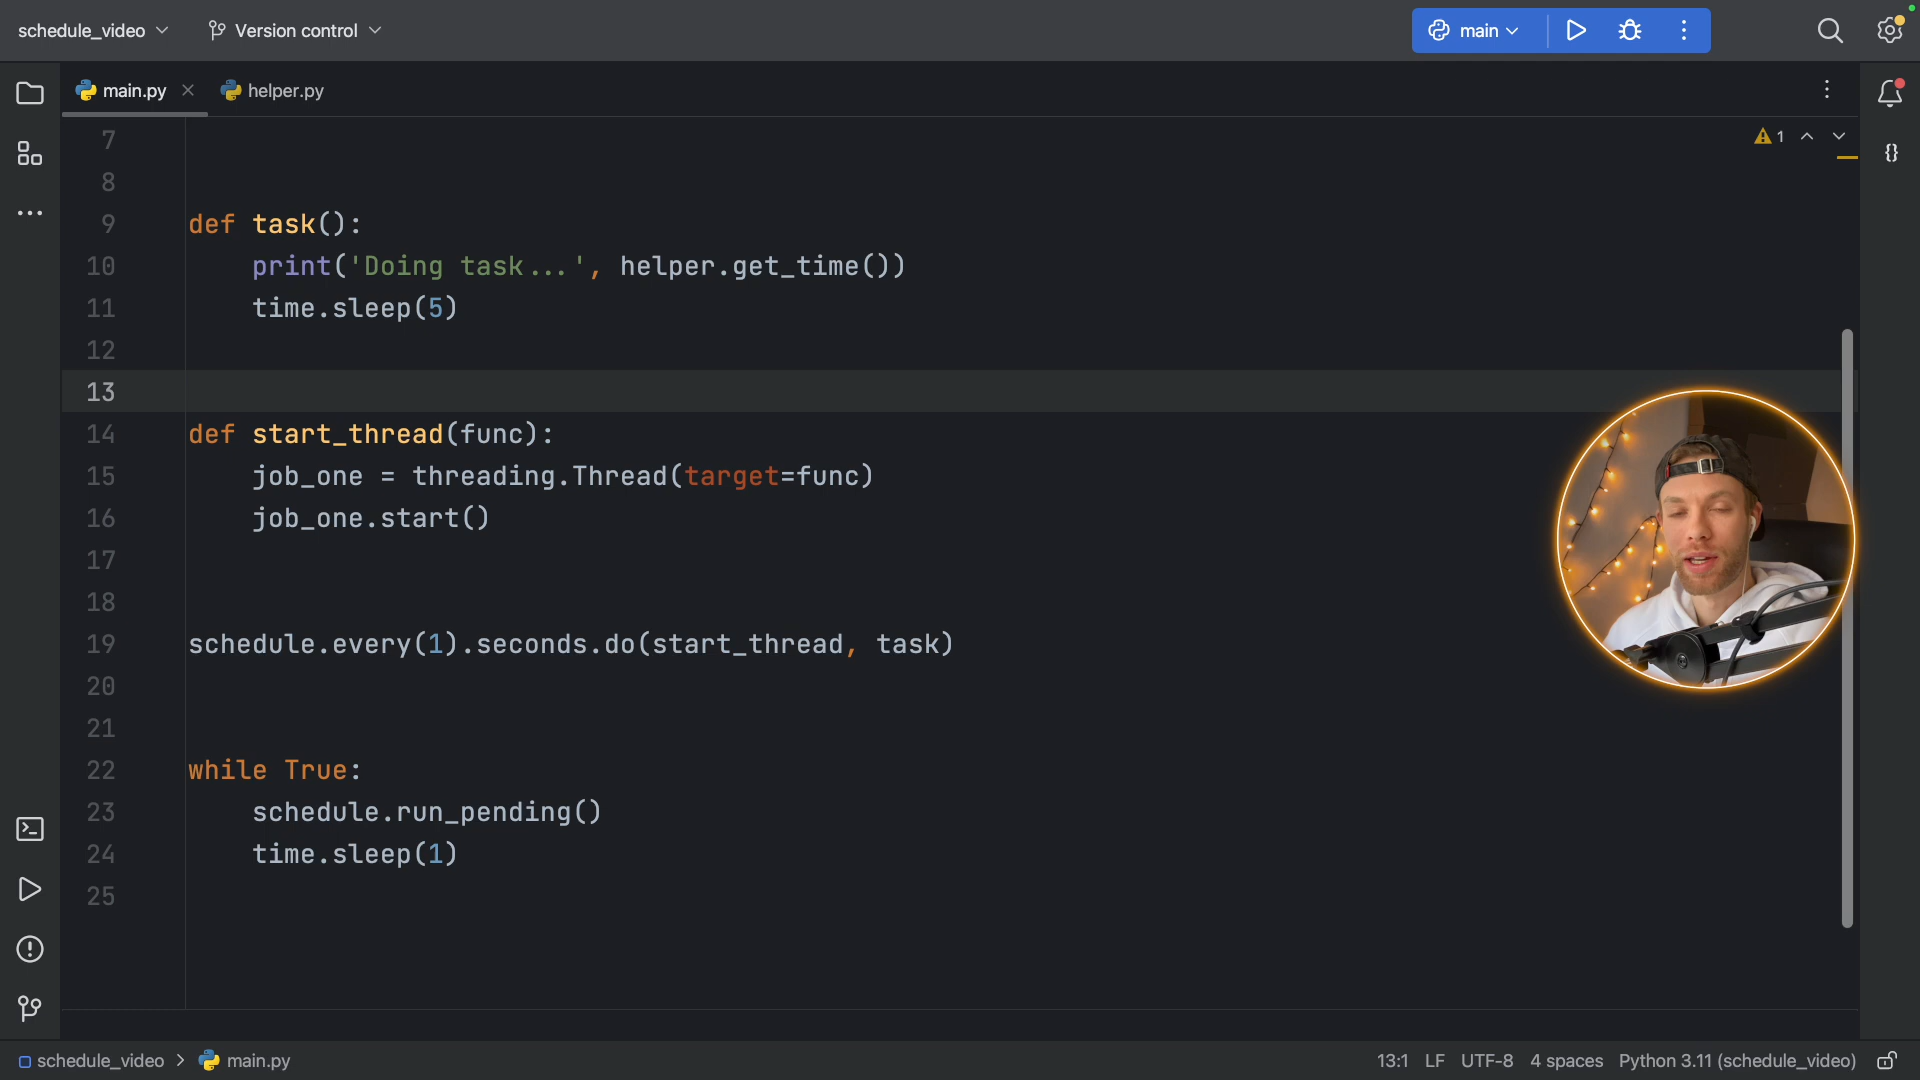 schedule_video
Version control
main
main.py
helper.py
7
8
9 def task():
10 print('Doing task...', helper.get_time())
11 time.sleep(5)
12
13
14 def start_thread(func):
15 job_one = threading.Thread(target=func)
16 job_one.start()
17
18
19 schedule.every(1).seconds.do(start_thread, task)
20
21
22 while True:
23 schedule.run_pending()
24 time.sleep(1)
25
1
schedule_video > main.py
13:1 LF UTF-8 4 spaces Python 3.11 (schedule_video)